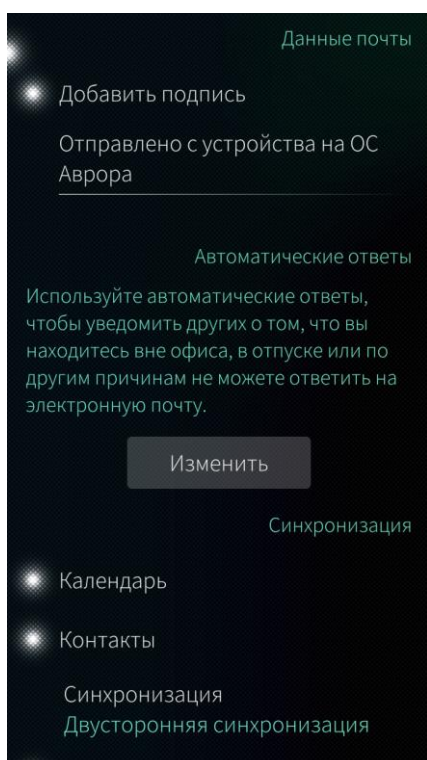 Данные почты
Добавить подпись
Отправлено с устройства на ОС
Аврора
Автоматические ответы
Используйте автоматические ответы,
чтобы уведомить других о том, что вы
находитесь вне офиса, в отпуске или по
другим причинам не можете ответить на
электронную почту.
Изменить
Синхронизация
Календарь
Контакты
Синхронизация
Двусторонняя синхронизация